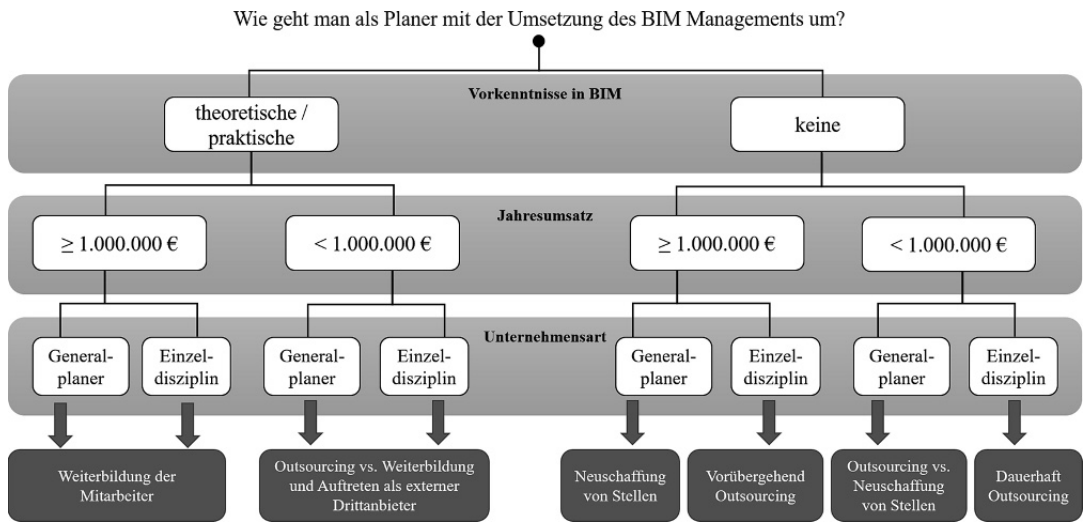 Wie geht man als Planer mit der Umsetzung des BIM Managements um?
Vorkenntnisse in BIM
theoretische /
praktische
keine
Jahresumsatz
≥ 1.000.000 €
< 1.000.000 €
≥ 1.000.000 €
< 1.000.000 €
Unternehmensart
General-
planer
Einzel-
disziplin
General-
planer
Einzel-
disziplin
General-
planer
Einzel-
disziplin
General-
planer
Einzel-
disziplin
Weiterbildung der
Mitarbeiter
Outsourcing vs. Weiterbildung
und Auftreten als externer
Drittanbieter
Neuschaffung
von Stellen
Vorübergehend
Outsourcing
Outsourcing vs.
Neuschaffung
von Stellen
Dauerhaft
Outsourcing